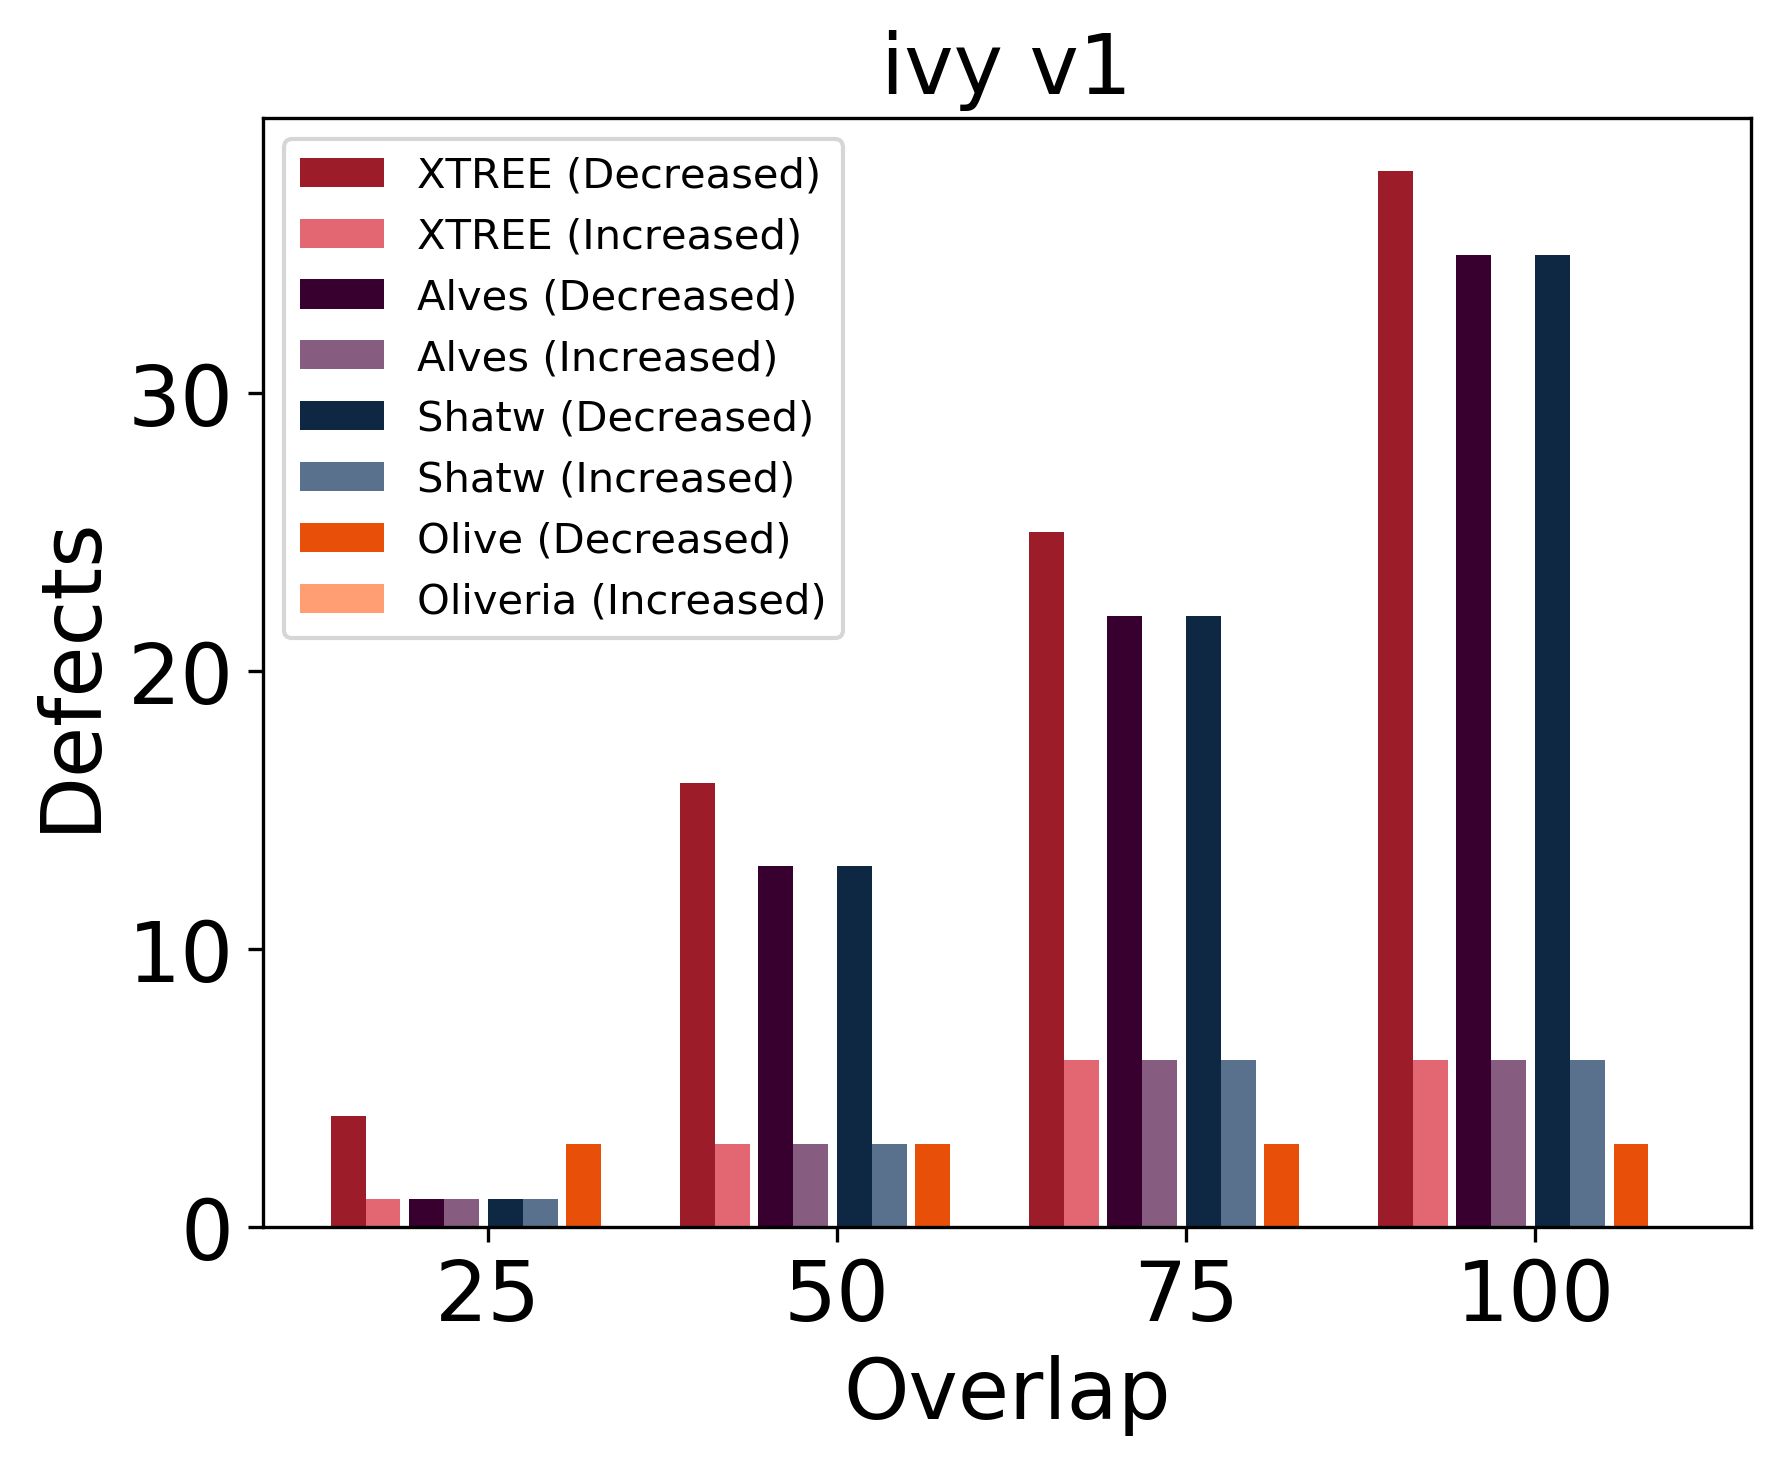 ivy v1
XTREE (Decreased)
XTREE (Increased)
Alves (Decreased)
Alves (Increased)
Shatw (Decreased)
Shatw (Increased)
Olive (Decreased)
Oliveria (Increased)
Defects
30
20
10
0
25 50 75 100
Overlap